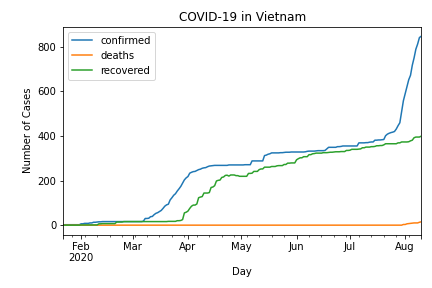 COVID-19 in Vietnam
confirmed
deaths
recovered
Number of Cases
800
600
400
200
0
Feb Mar Apr May Jun Jul Aug
2020
Day